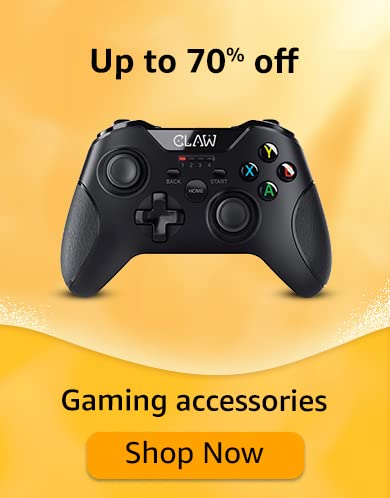 Up to 70% off
CLAW
1 2 3 4
BACK START
HOME
Y
X
B
A
Gaming accessories
Shop Now